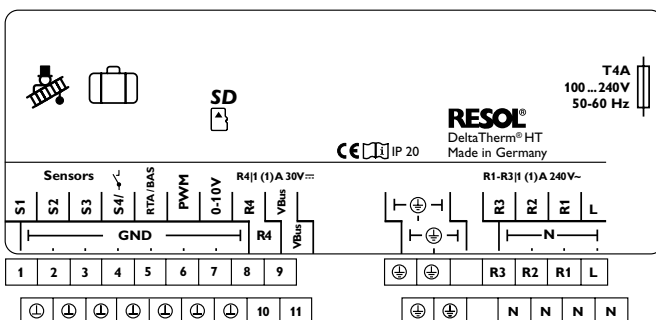 T4A
100 ... 240V
50-60 Hz
SD
RESOL®
DeltaTherm® HT
Made in Germany
CE i IP 20
Sensors
R4|1 (1) A 30V⎓
R1-R3|1 (1) A 240V~
S1 S2 S3 S4/ RTA/BAS PWM 0-10V R4 VBus
R3 R2 R1 L
GND R4 VBus
N
1 2 3 4 5 6 7 8 9
R3 R2 R1 L
10 11
N N N N